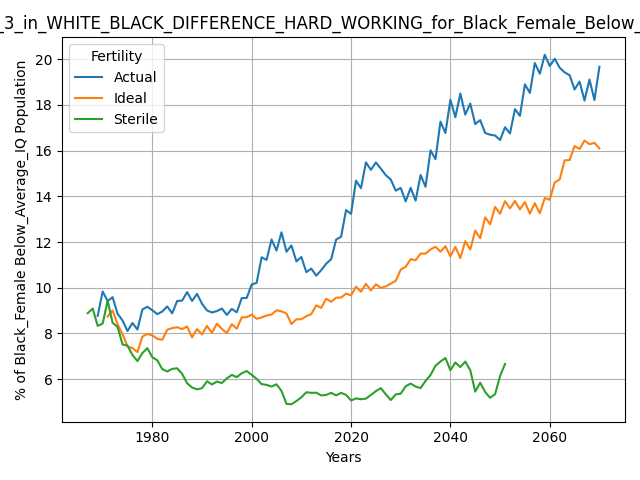 _3_in_WHITE_BLACK_DIFFERENCE_HARD_WORKING_for_Black_Female_Below_
Fertility
Actual
Ideal
Sterile
% of Black_Female Below_Average_IQ Population
20
18
16
14
12
10
8
6
1980
2000
2020
2040
2060
Years